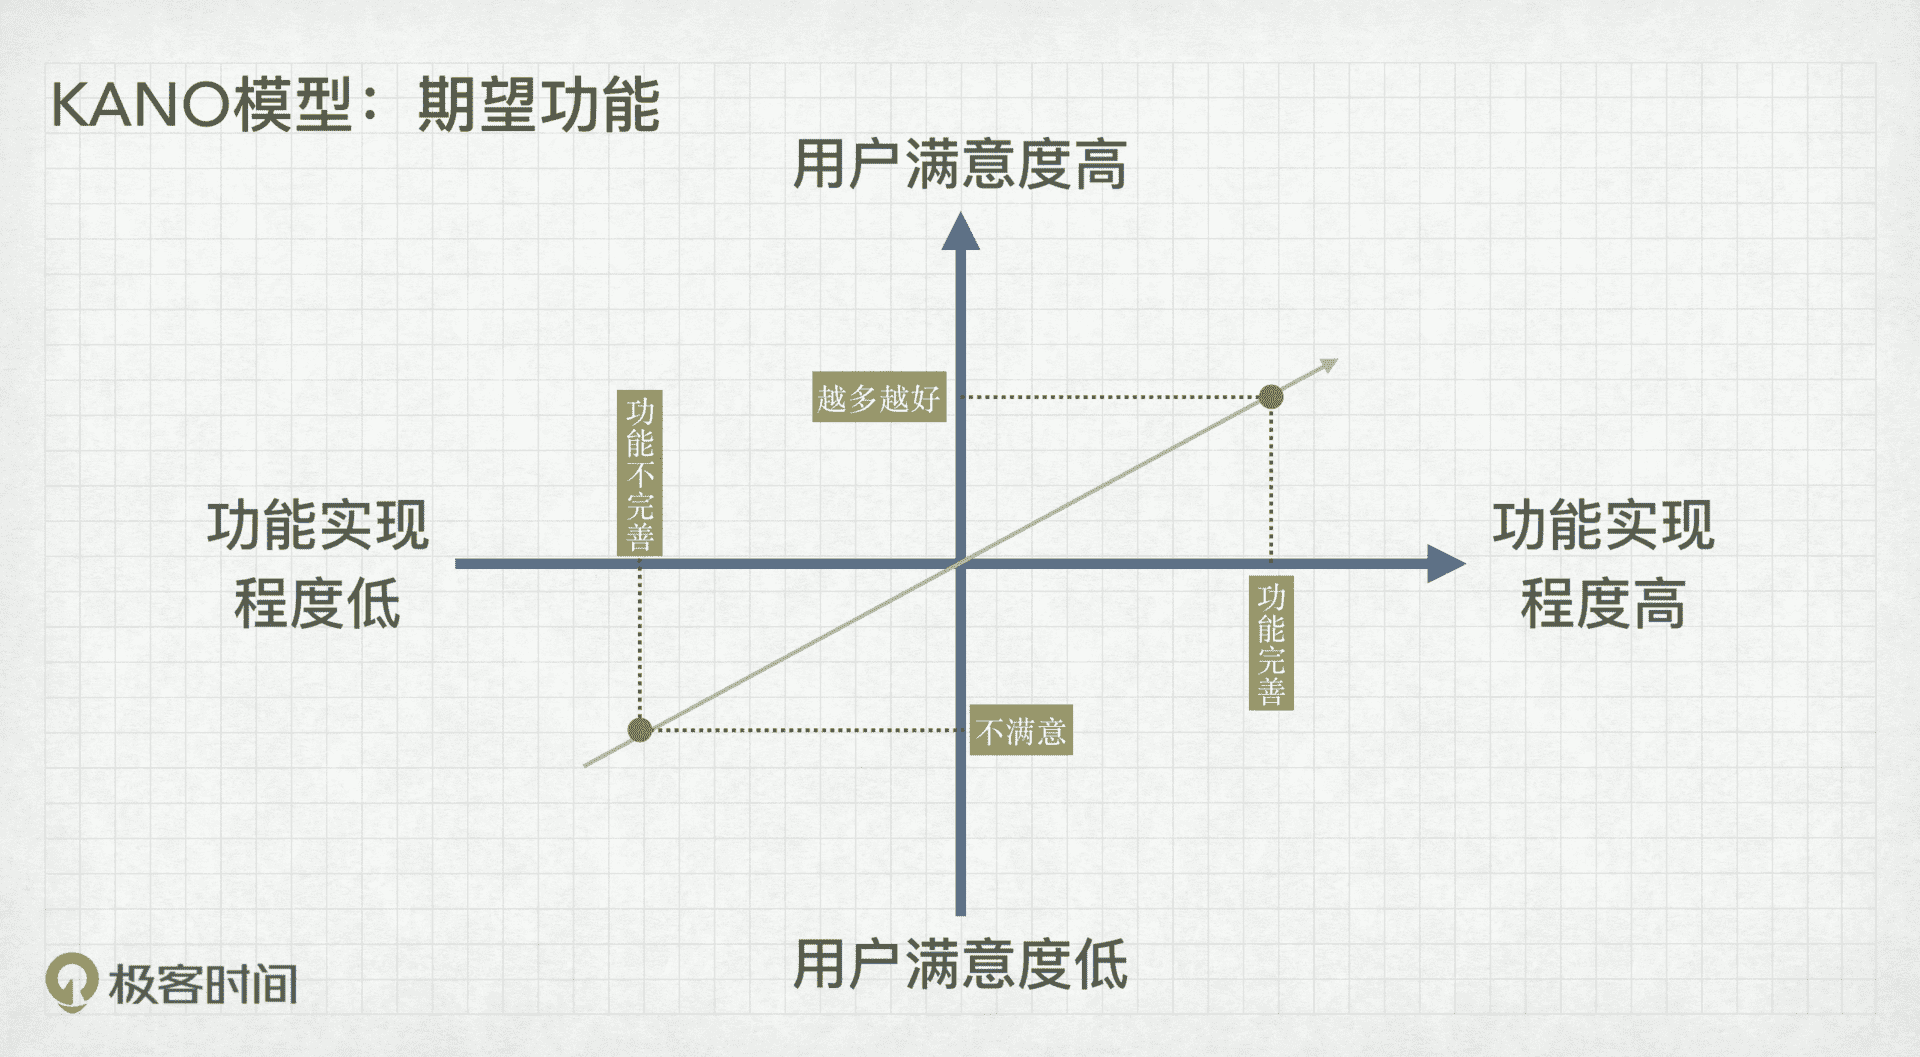 KANO模型：期望功能
用户满意度高
越多越好
功能不完善
功能实现
程度低
功能实现
程度高
功能完善
不满意
用户满意度低
极客时间